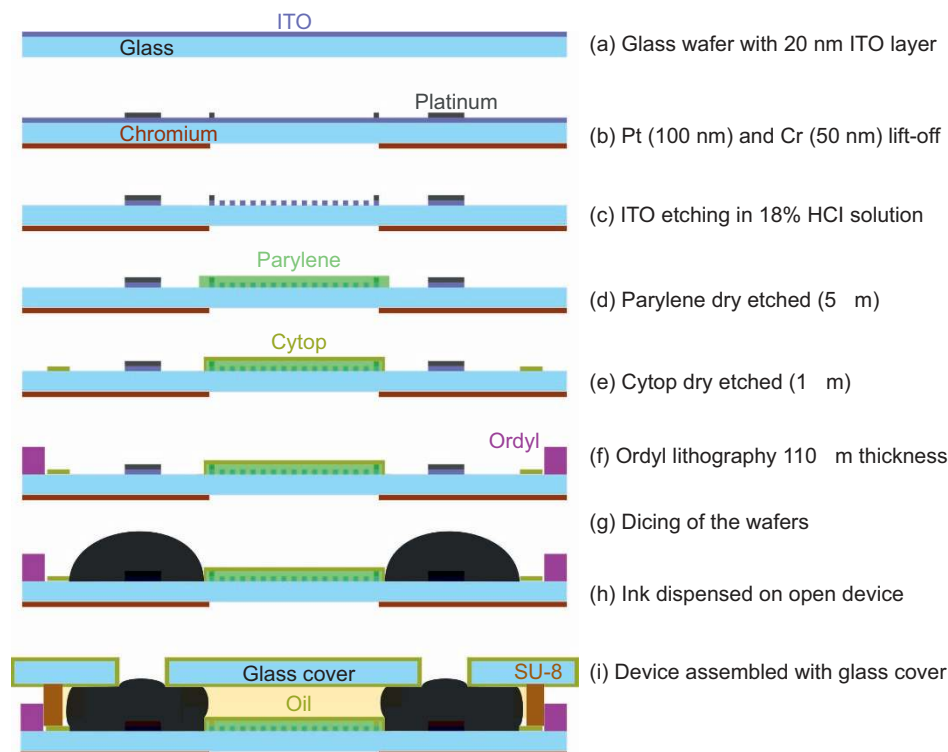 ITO
Glass
(a) Glass wafer with 20 nm ITO layer
Platinum
Chromium
(b) Pt (100 nm) and Cr (50 nm) lift-off
(c) ITO etching in 18% HCl solution
Parylene
(d) Parylene dry etched (5 m)
Cytop
(e) Cytop dry etched (1 m)
Ordyl
(f) Ordyl lithography 110 m thickness
(g) Dicing of the wafers
(h) Ink dispensed on open device
Glass cover
SU-8
(i) Device assembled with glass cover
Oil